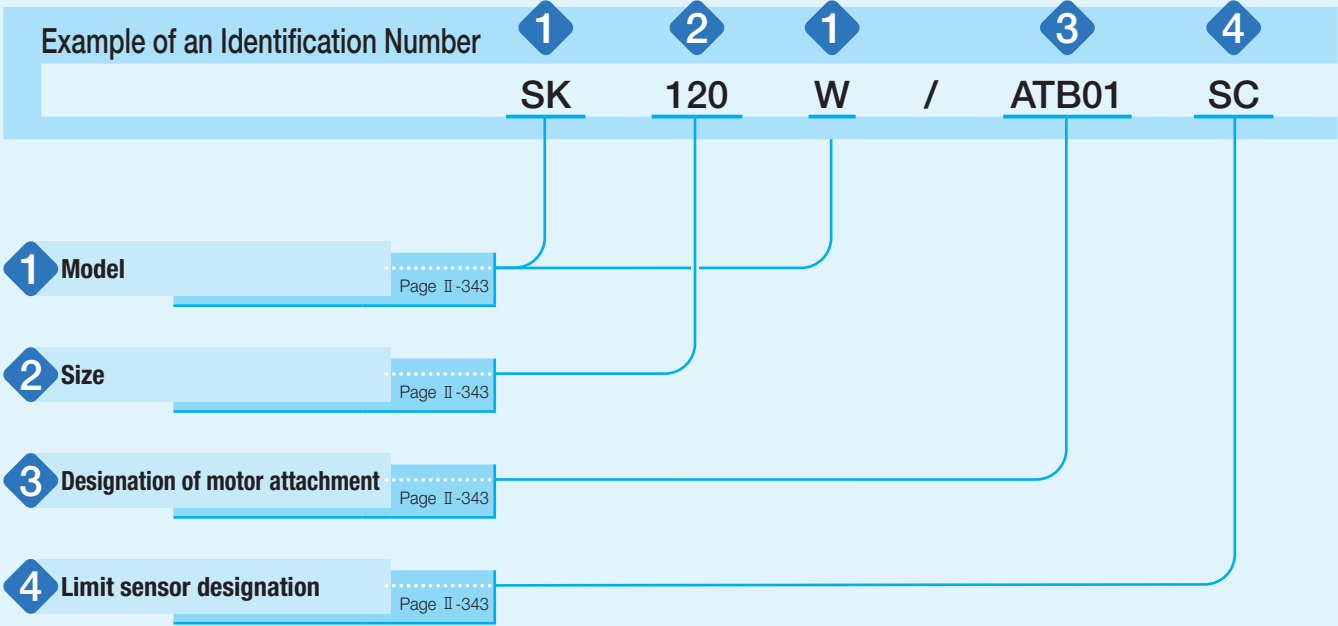 Example of an Identification Number 1 2 1 3 4
SK 120 W / ATB01 SC
1 Model
Page Ⅱ-343
2 Size
Page Ⅱ-343
3 Designation of motor attachment
Page Ⅱ-343
4 Limit sensor designation
Page Ⅱ-343